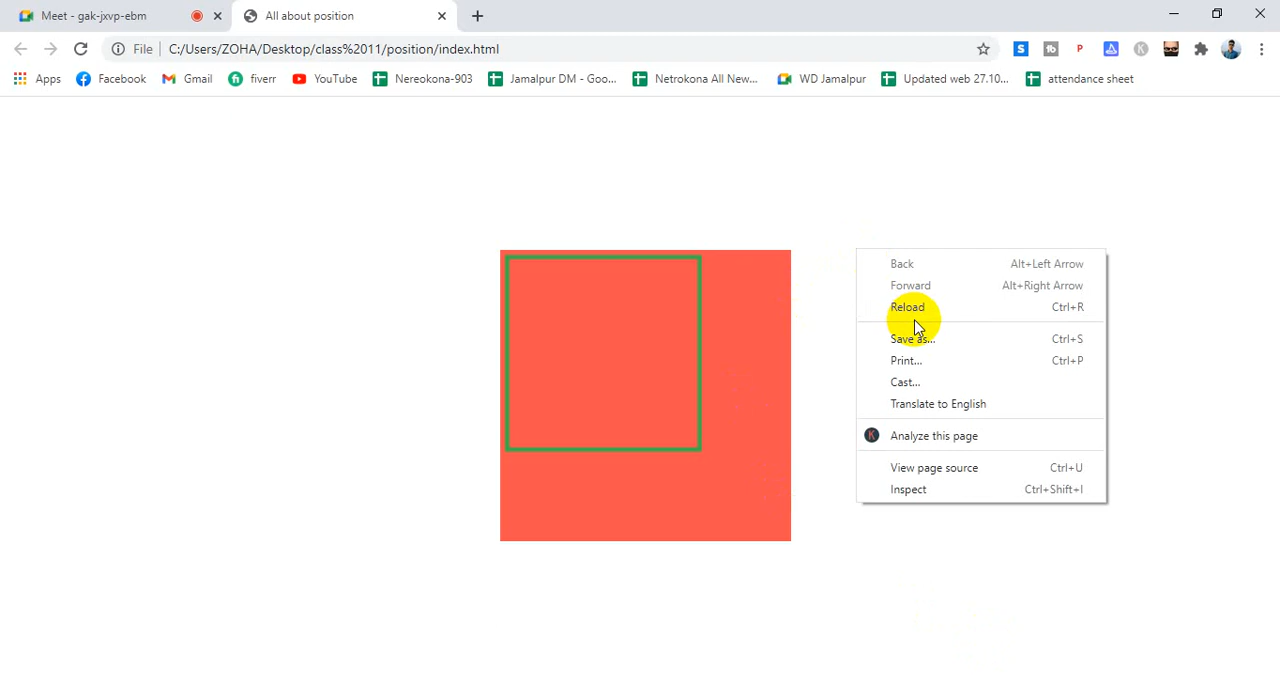 Meet - gak-jxvp-ebm
All about position
File C:/Users/ZOHA/Desktop/class%2011/position/index.html
Apps Facebook Gmail fiverr YouTube Nereokona-903 Jamalpur DM - Goo... Netrokona All New... WD Jamalpur Updated web 27.10... attendance sheet
Back Alt+Left Arrow
Forward Alt+Right Arrow
Reload Ctrl+R
Save as... Ctrl+S
Print... Ctrl+P
Cast...
Translate to English
Analyze this page
View page source Ctrl+U
Inspect Ctrl+Shift+I